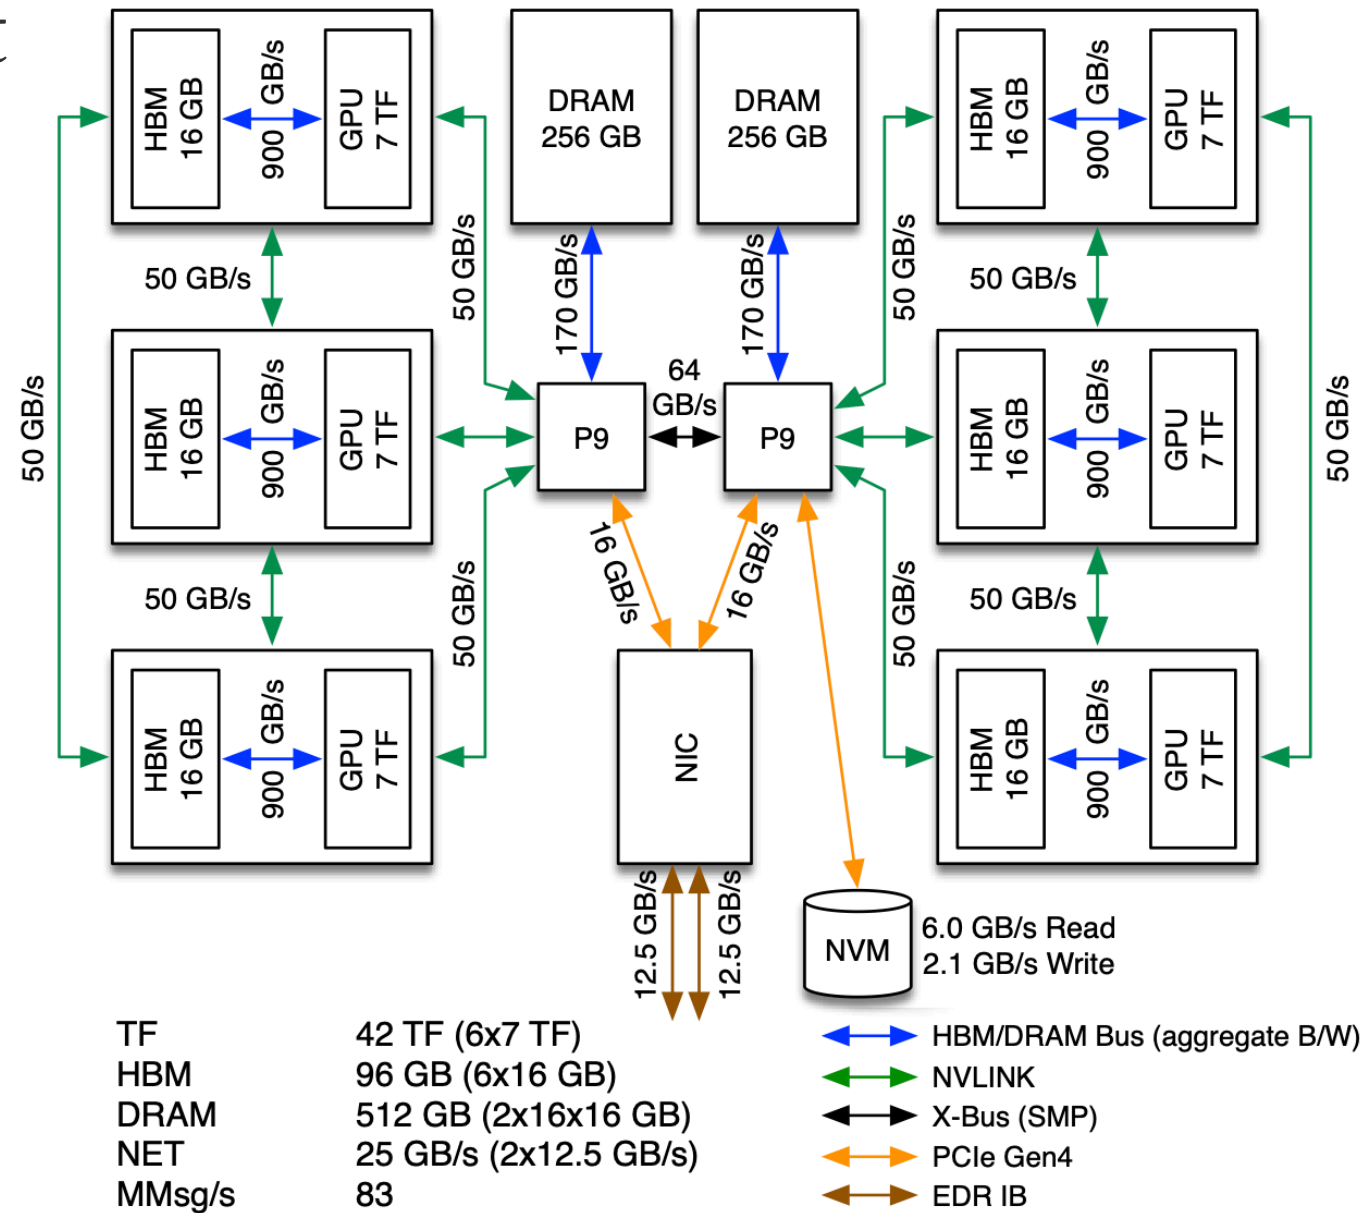 HBM
16 GB
900 GB/s
GPU
7 TF
DRAM
256 GB
DRAM
256 GB
HBM
16 GB
900 GB/s
GPU
7 TF
50 GB/s
50 GB/s
170 GB/s
170 GB/s
50 GB/s
50 GB/s
50 GB/s
HBM
16 GB
900 GB/s
GPU
7 TF
P9
64
GB/s
P9
HBM
16 GB
900 GB/s
GPU
7 TF
50 GB/s
50 GB/s
50 GB/s
16 GB/s
16 GB/s
50 GB/s
50 GB/s
HBM
16 GB
900 GB/s
GPU
7 TF
NIC
HBM
16 GB
900 GB/s
GPU
7 TF
12.5 GB/s
12.5 GB/s
NVM
6.0 GB/s Read
2.1 GB/s Write
TF 42 TF (6x7 TF)
HBM 96 GB (6x16 GB)
DRAM 512 GB (2x16x16 GB)
NET 25 GB/s (2x12.5 GB/s)
MMsg/s 83
HBM/DRAM Bus (aggregate B/W)
NVLINK
X-Bus (SMP)
PCIe Gen4
EDR IB